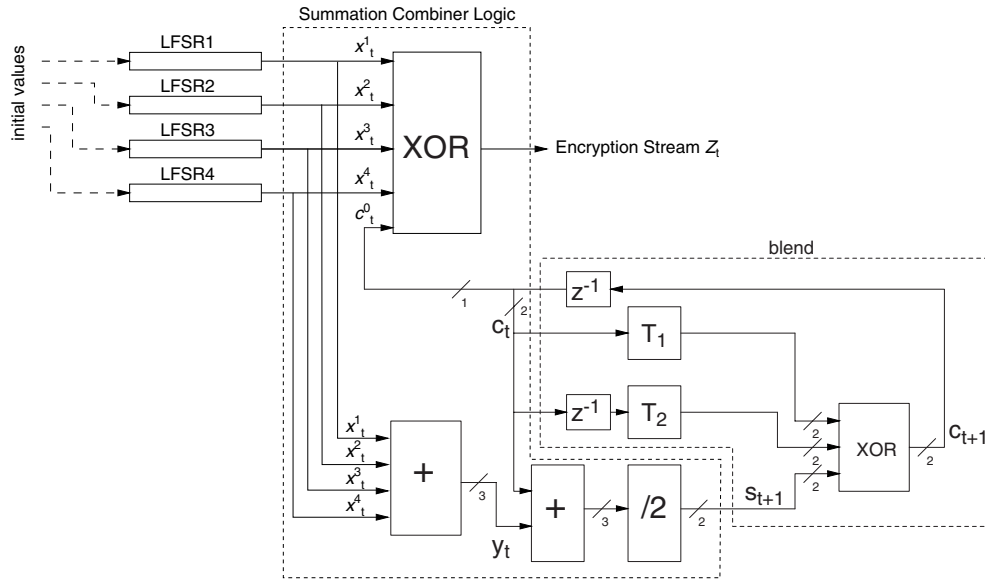 Summation Combiner Logic
initial values
LFSR1
LFSR2
LFSR3
LFSR4
x¹ₜ
x²ₜ
x³ₜ
x⁴ₜ
c⁰ₜ
XOR
Encryption Stream Zₜ
blend
1
2
cₜ
z⁻¹
T₁
z⁻¹
T₂
2
2
2
XOR
2
cₜ₊₁
x¹ₜ
x²ₜ
x³ₜ
x⁴ₜ
+
3
yₜ
+
3
/2
2
sₜ₊₁